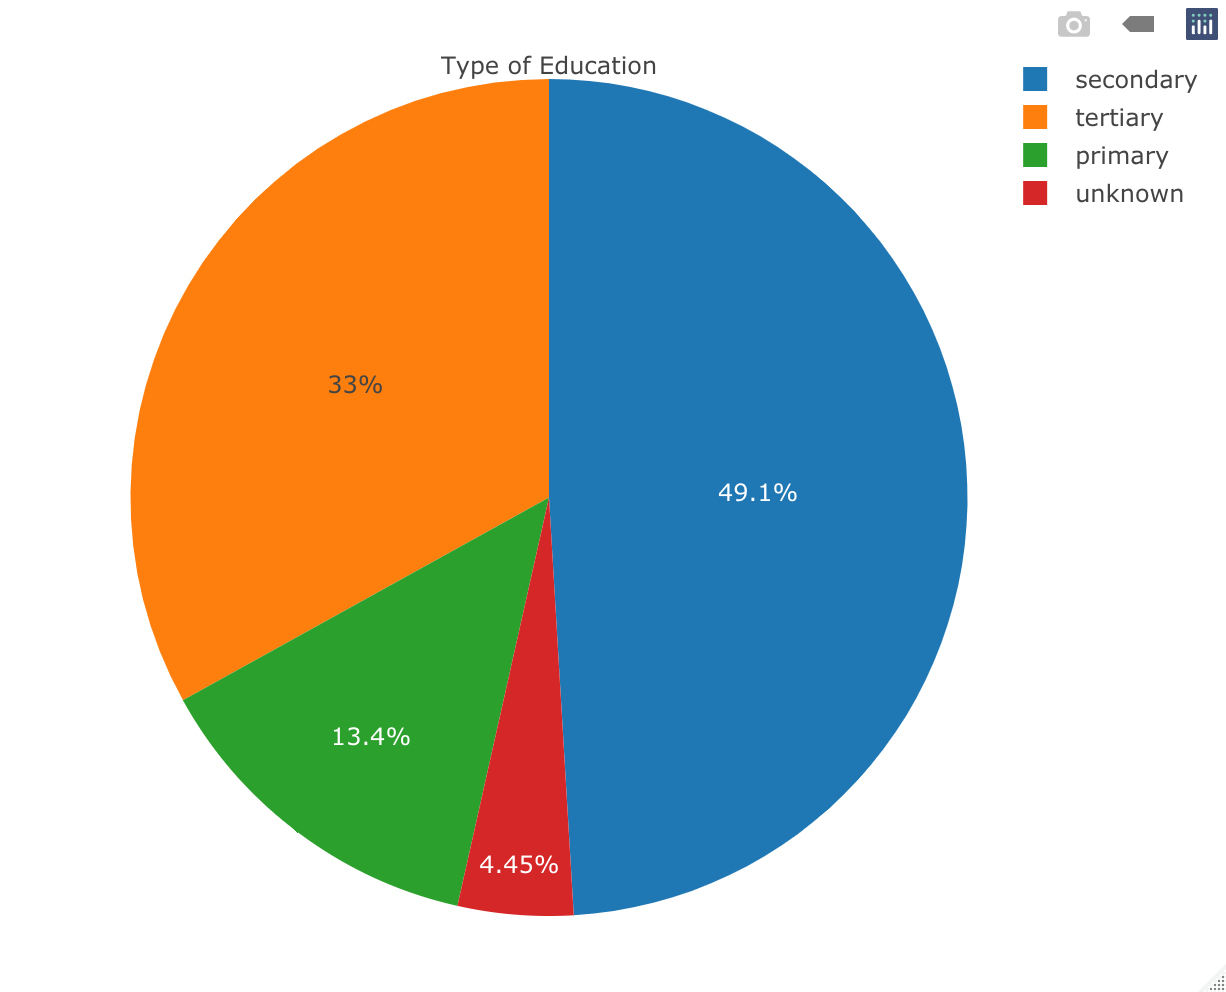 Type of Education
secondary
tertiary
primary
unknown
33%
49.1%
13.4%
4.45%